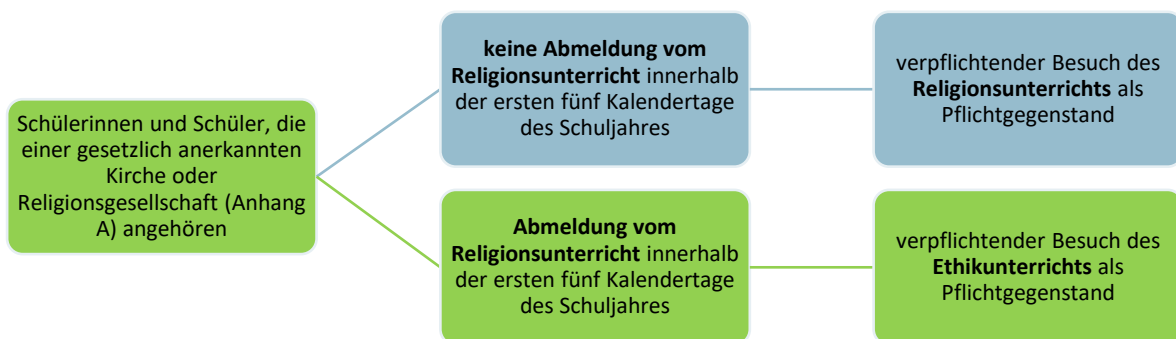 Schülerinnen und Schüler, die
einer gesetzlich anerkannten
Kirche oder
Religionsgesellschaft (Anhang
A) angehören
keine Abmeldung vom
Religionsunterricht innerhalb
der ersten fünf Kalendertage
des Schuljahres
verpflichtender Besuch des
Religionsunterrichts als
Pflichtgegenstand
Abmeldung vom
Religionsunterricht innerhalb
der ersten fünf Kalendertage
des Schuljahres
verpflichtender Besuch des
Ethikunterrichts als
Pflichtgegenstand